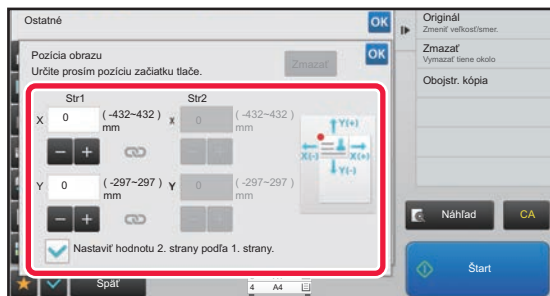 Ostatné
OK
Pozícia obrazu
Určite prosím pozíciu začiatku tlače.
Zmazať
OK
Str1
Str2
X 0 ( -432~432 ) mm
x 0 ( -432~432 ) mm
Y(+)
X(-) X(+)
Y(-)
− +
− +
Y 0 ( -297~297 ) mm
Y 0 ( -297~297 ) mm
− +
− +
Nastaviť hodnotu 2. strany podľa 1. strany.
Späť
4 A4
Originál
Zmeniť veľkosť/smer.
Zmazať
Vymazať tiene okolo
Obojstr. kópia
Náhľad
CA
Štart